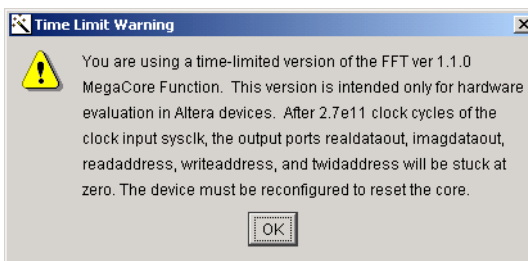 Time Limit Warning
You are using a time-limited version of the FFT ver 1.1.0
MegaCore Function. This version is intended only for hardware
evaluation in Altera devices. After 2.7e11 clock cycles of the
clock input sysclk, the output ports realdataout, imagdataout,
readaddress, writeaddress, and twidaddress will be stuck at
zero. The device must be reconfigured to reset the core.
OK